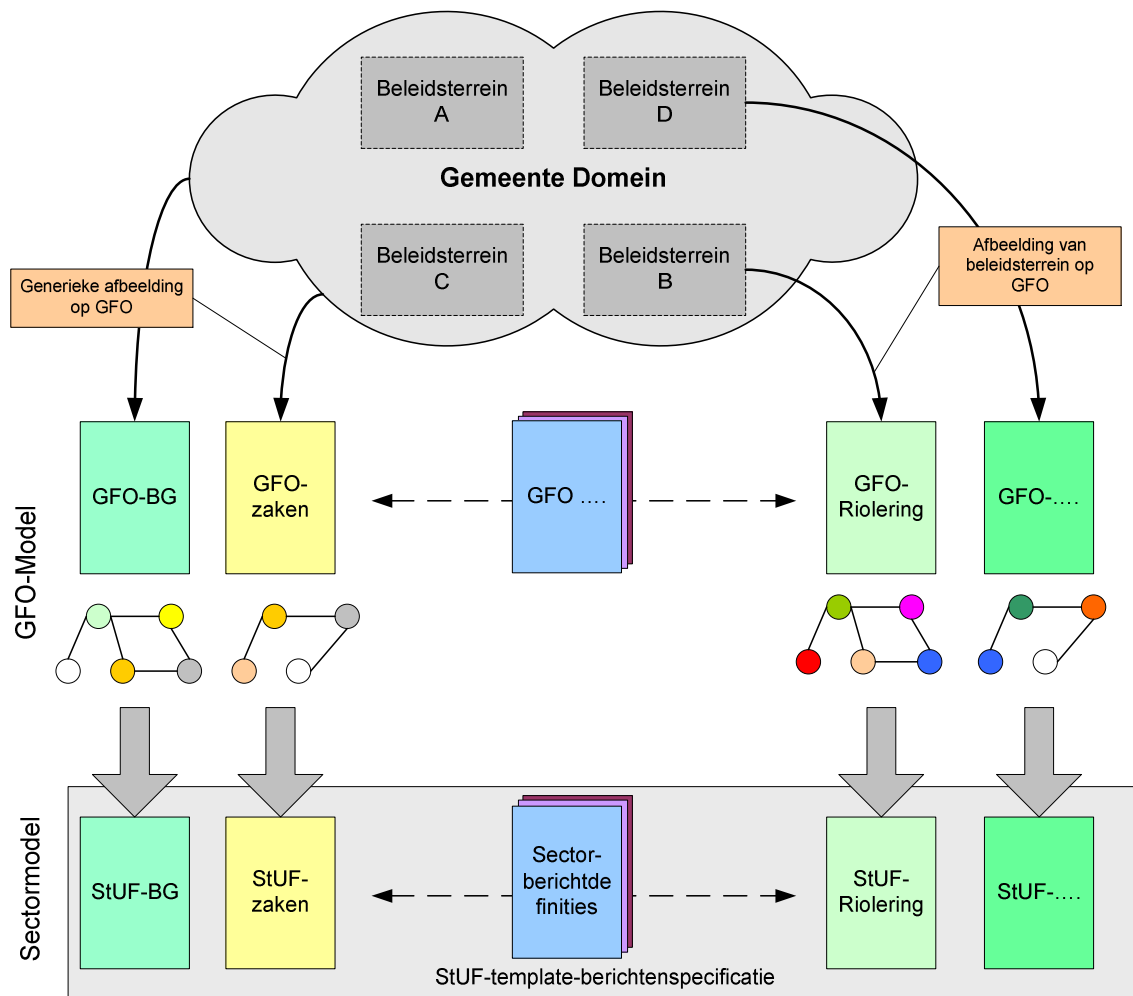 Beleidsterrein
A
Beleidsterrein
D
Gemeente Domein
Beleidsterrein
C
Beleidsterrein
B
Generieke afbeelding
op GFO
Afbeelding van
beleidsterrein op
GFO
GFO-Model
GFO-BG
GFO-
zaken
GFO ....
GFO-
Riolering
GFO-....
Sectormodel
StUF-BG
StUF-
zaken
Sector-
berichtde
finities
StUF-
Riolering
StUF-....
StUF-template-berichtenspecificatie